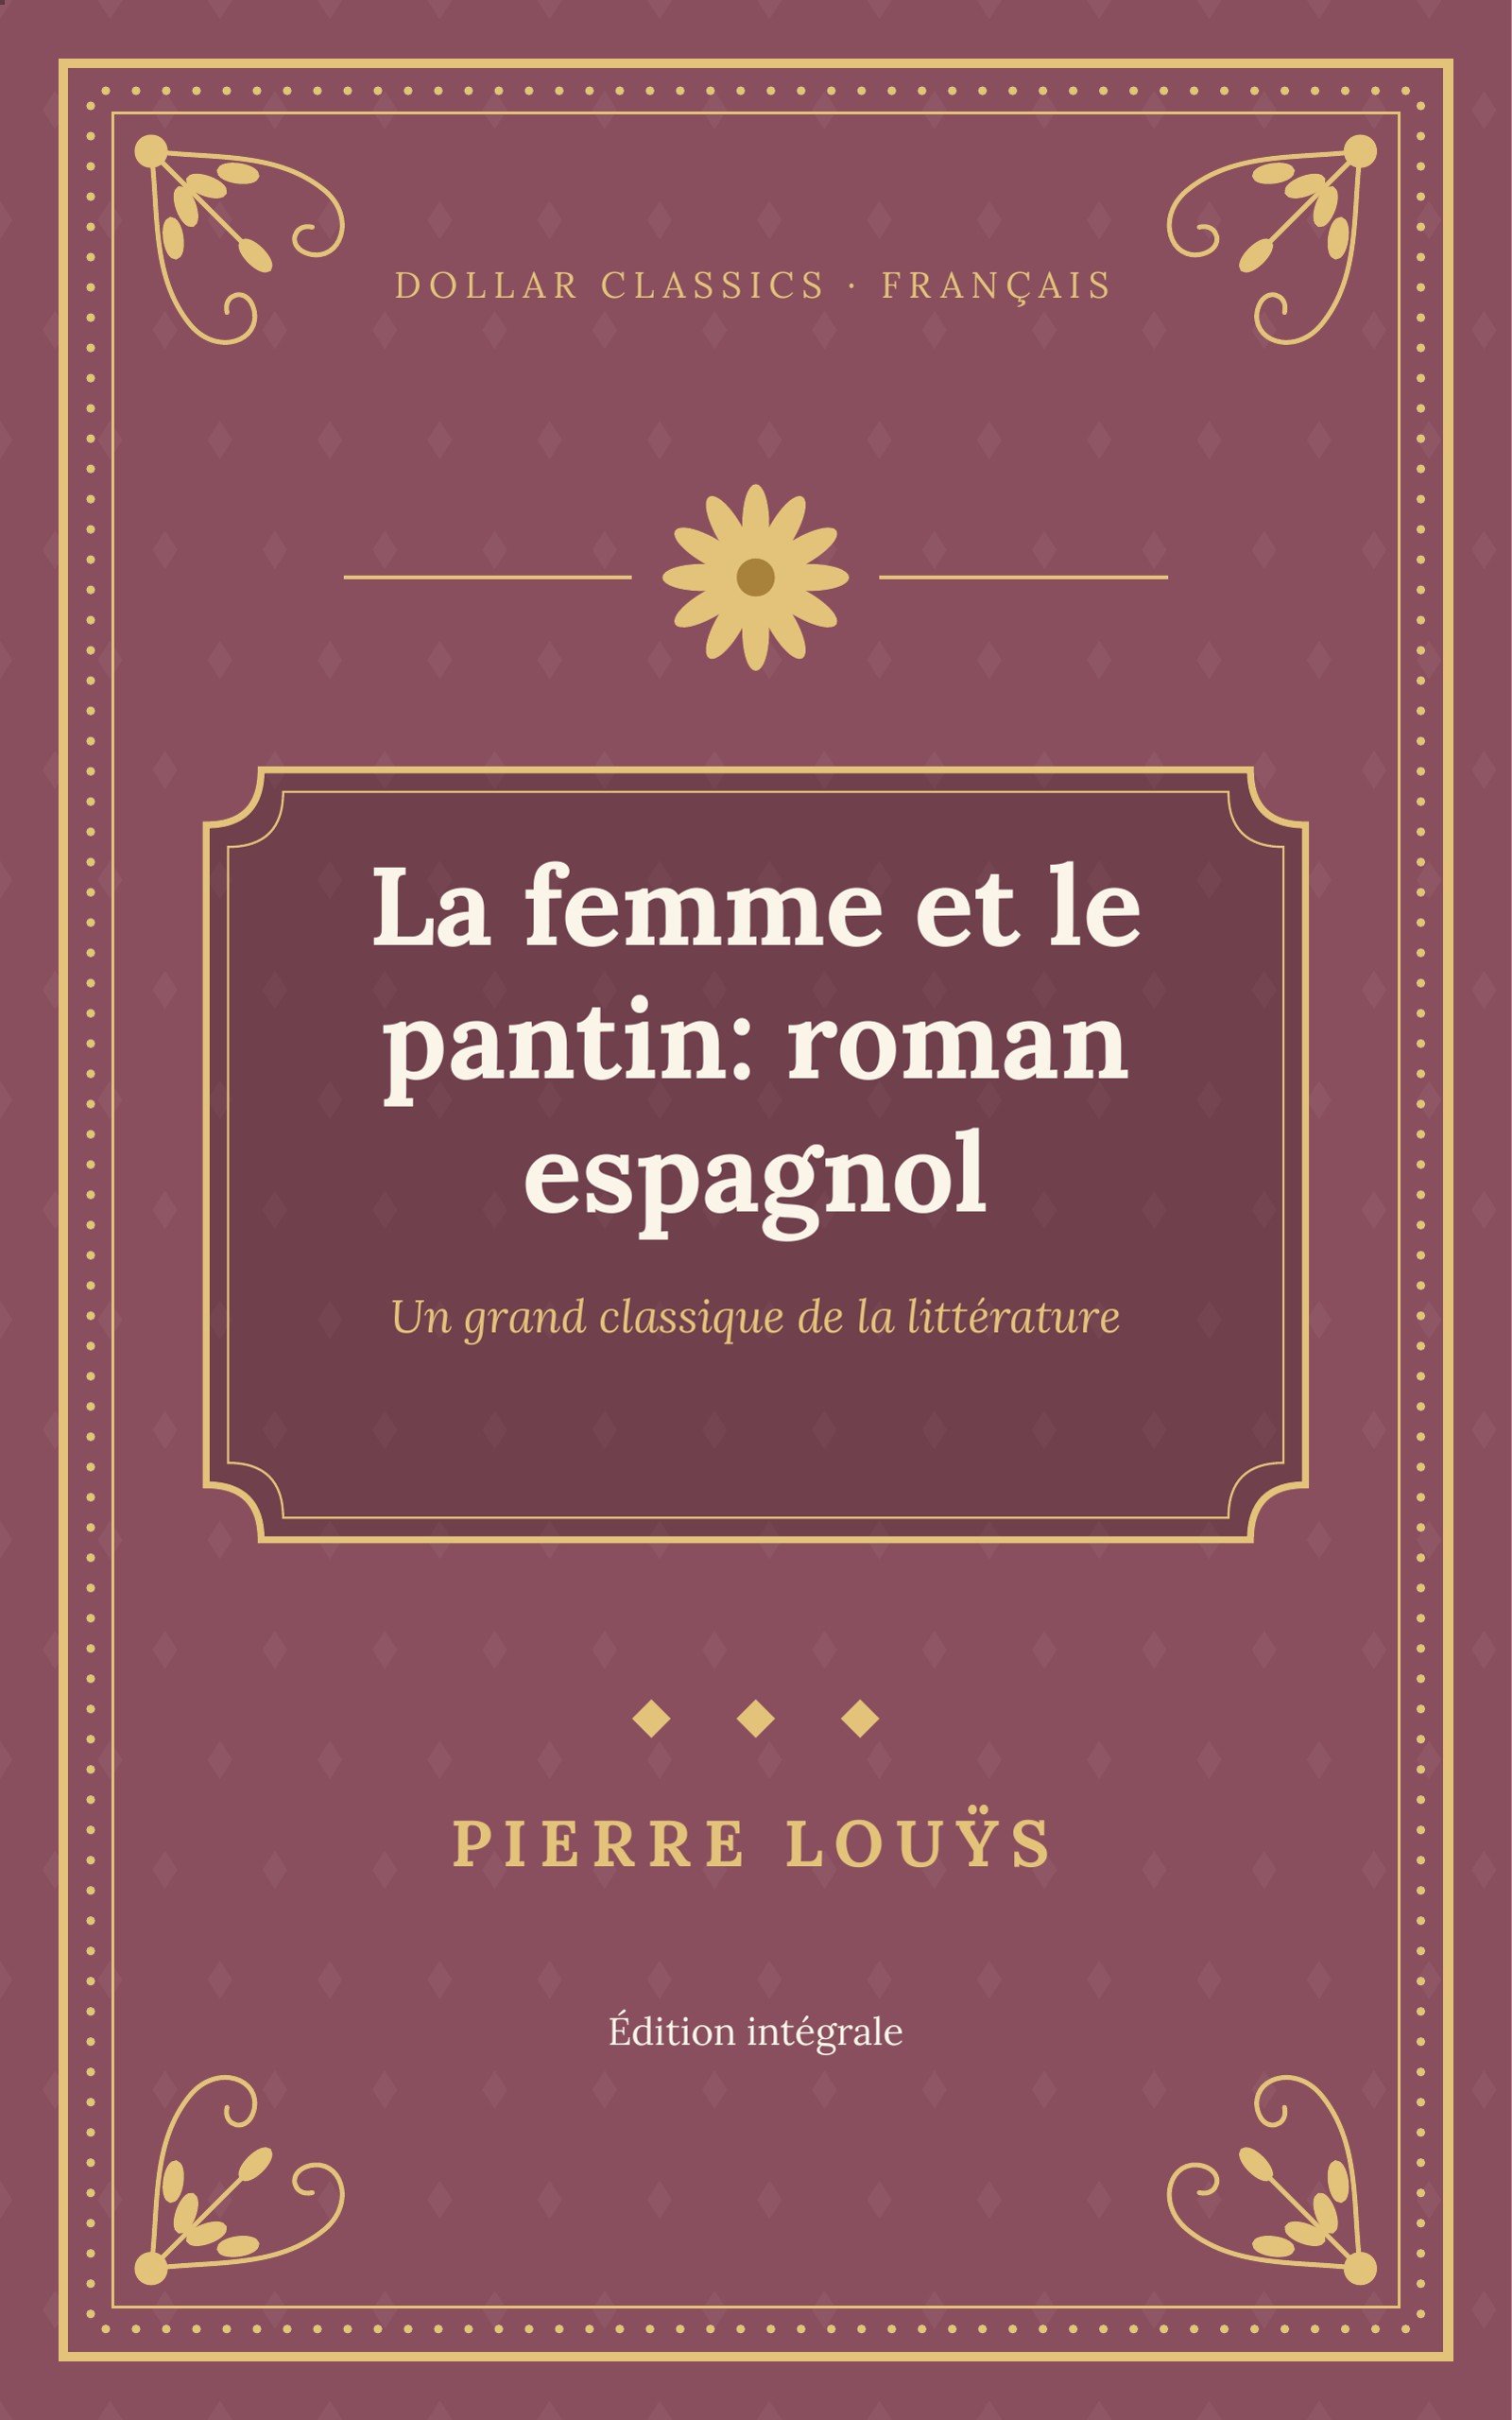 DOLLAR CLASSICS · FRANÇAIS
La femme et le
pantin: roman
espagnol
Un grand classique de la littérature
PIERRE LOUŸS
Édition intégrale